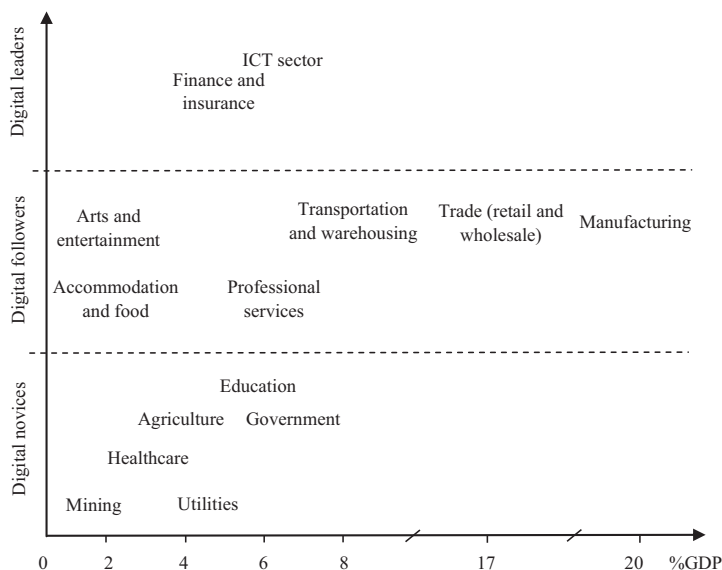 Digital leaders
ICT sector
Finance and
insurance
Digital followers
Arts and
entertainment
Transportation
and warehousing
Trade (retail and
wholesale)
Manufacturing
Accommodation
and food
Professional
services
Digital novices
Education
Agriculture
Government
Healthcare
Mining
Utilities
0 2 4 6 8 17 20 %GDP